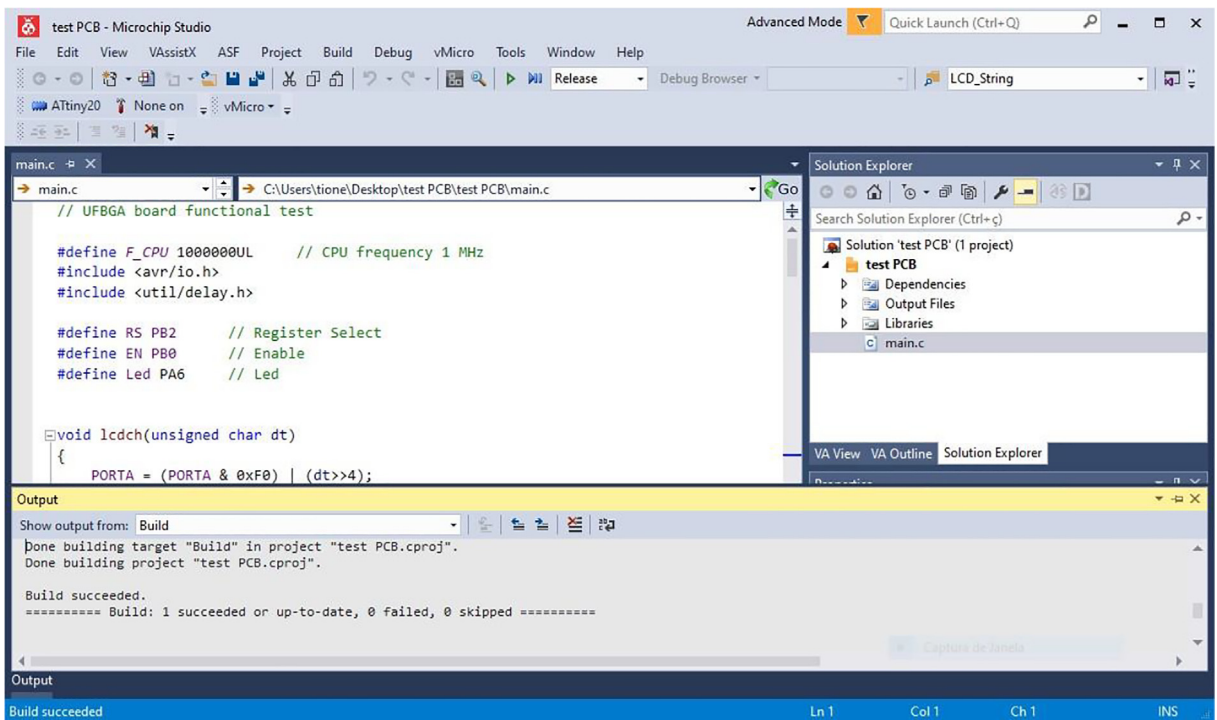 test PCB - Microchip Studio
Advanced Mode
Quick Launch (Ctrl+Q)
File Edit View VAssistX ASF Project Build Debug vMicro Tools Window Help
Release
Debug Browser
LCD_String
ATtiny20 None on vMicro
main.c
main.c C:\Users\tione\Desktop\test PCB\test PCB\main.c Go
// UFBGA board functional test
#define F_CPU 1000000UL // CPU frequency 1 MHz
#include <avr/io.h>
#include <util/delay.h>
#define RS PB2 // Register Select
#define EN PB0 // Enable
#define Led PA6 // Led
void lcdch(unsigned char dt)
{
PORTA = (PORTA & 0xF0) | (dt>>4);
Solution Explorer
Search Solution Explorer (Ctrl+ç)
Solution 'test PCB' (1 project)
test PCB
Dependencies
Output Files
Libraries
main.c
VA View VA Outline Solution Explorer
Properties
Output
Show output from: Build
Done building target "Build" in project "test PCB.cproj".
Done building project "test PCB.cproj".
Build succeeded.
========== Build: 1 succeeded or up-to-date, 0 failed, 0 skipped ==========
Captura de Janela
Output
Build succeeded Ln 1 Col 1 Ch 1 INS